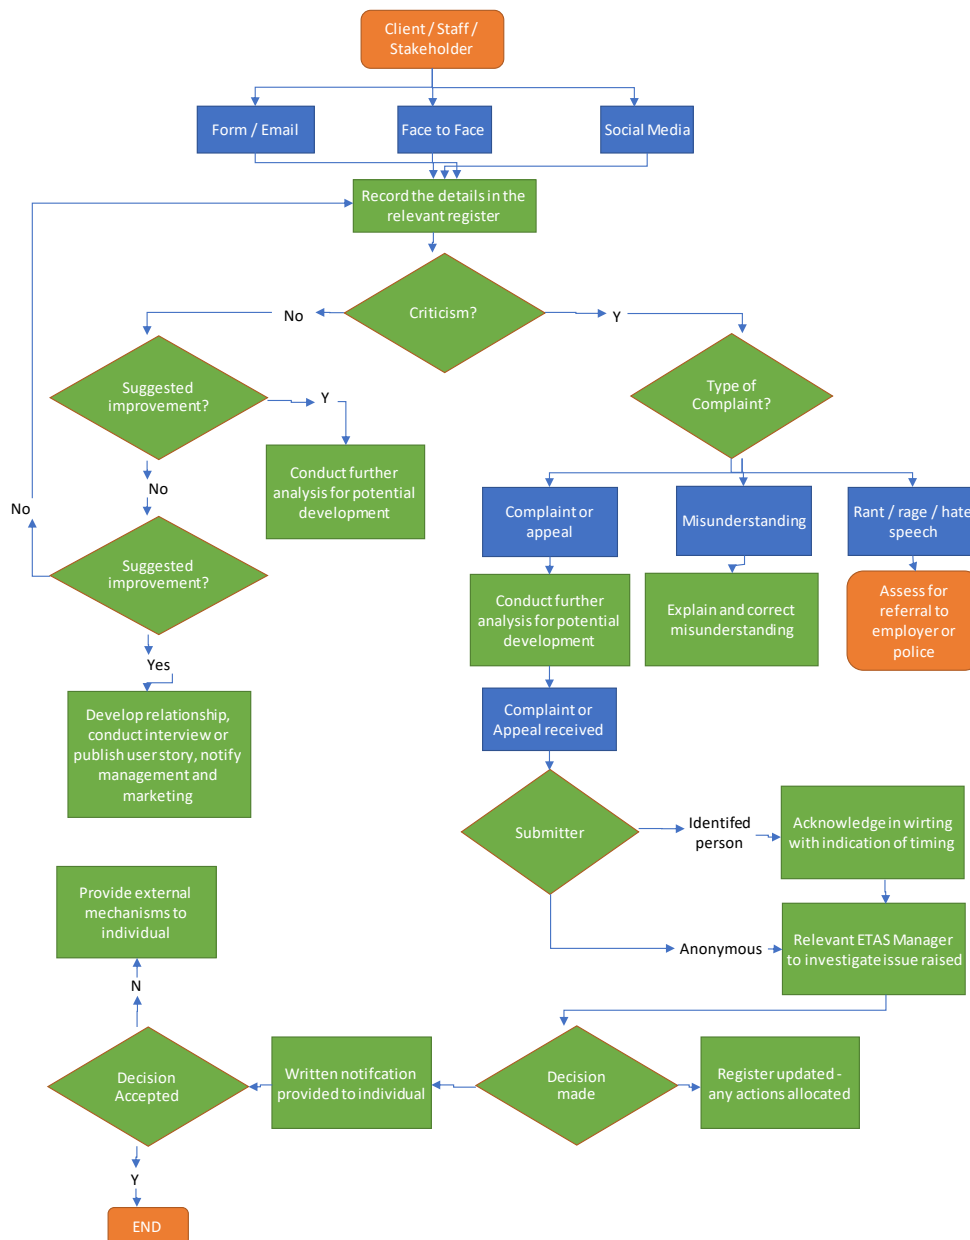 Client / Staff /
Stakeholder
Form / Email
Face to Face
Social Media
Record the details in the
relevant register
Criticism?
No
Y
Suggested
improvement?
Y
Type of
Complaint?
Conduct further
analysis for potential
development
No
No
Suggested
improvement?
Complaint or
appeal
Misunderstanding
Rant / rage / hate
speech
Conduct further
analysis for potential
development
Explain and correct
misunderstanding
Assess for
referral to
employer or
police
Yes
Develop relationship,
conduct interview or
publish user story, notify
management and
marketing
Complaint or
Appeal received
Submitter
Identifed
person
Acknowledge in wirting
with indication of timing
Anonymous
Relevant ETAS Manager
to investigate issue raised
Provide external
mechanisms to
individual
N
Decision
Accepted
Written notifcation
provided to individual
Decision
made
Register updated -
any actions allocated
Y
END